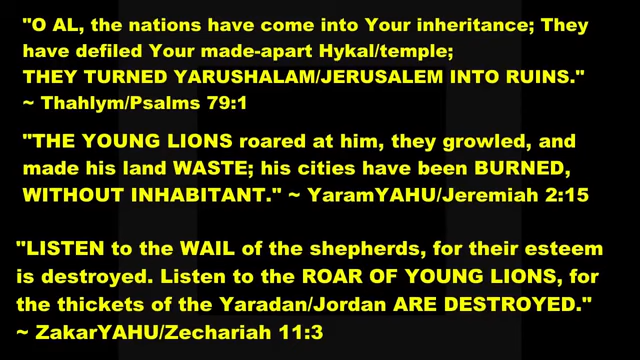 "O AL, the nations have come into Your inheritance; They
have defiled Your made-apart Hykal/temple;
THEY TURNED YARUSHALAM/JERUSALEM INTO RUINS."
~ Thahlym/Psalms 79:1
"THE YOUNG LIONS roared at him, they growled, and
made his land WASTE; his cities have been BURNED,
WITHOUT INHABITANT." ~ YaramYAHU/Jeremiah 2:15
"LISTEN to the WAIL of the shepherds, for their esteem
is destroyed. Listen to the ROAR OF YOUNG LIONS, for
the thickets of the Yaradan/Jordan ARE DESTROYED."
~ ZakarYAHU/Zechariah 11:3